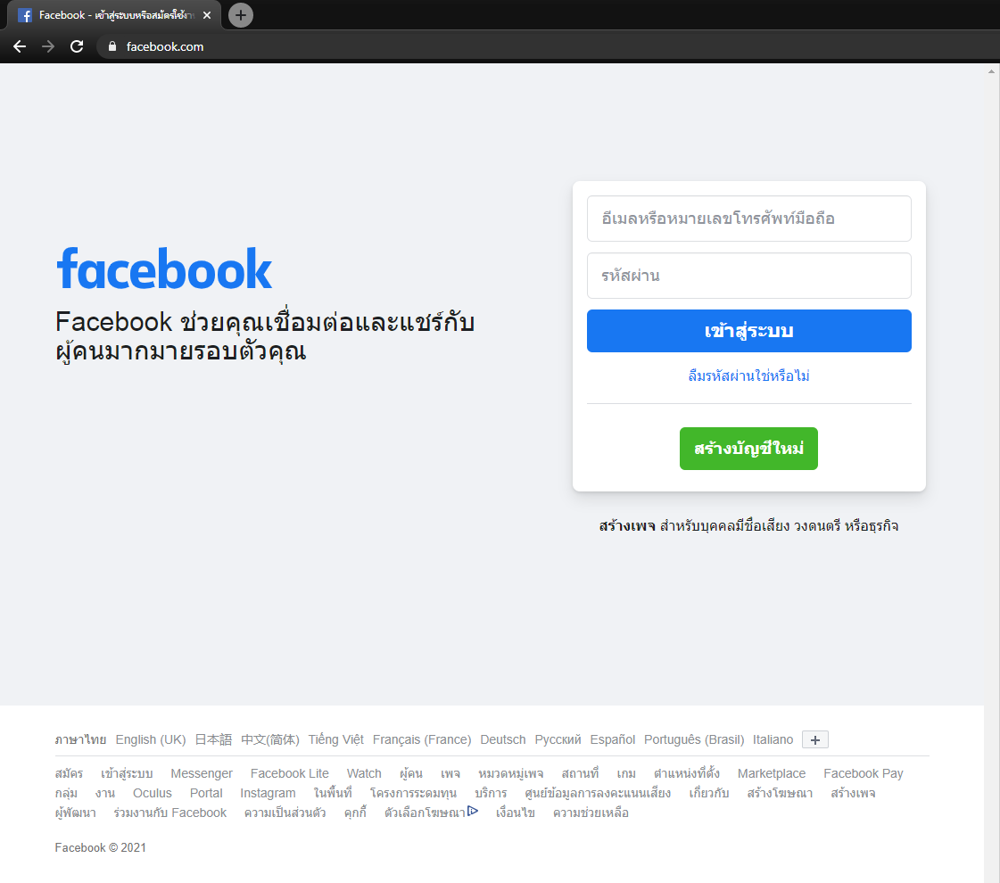 Facebook - เข้าสู่ระบบหรือสมัครใช้งา
facebook.com
facebook
Facebook ช่วยคุณเชื่อมต่อและแชร์กับ
ผู้คนมากมายรอบตัวคุณ
อีเมลหรือหมายเลขโทรศัพท์มือถือ
รหัสผ่าน
เข้าสู่ระบบ
ลืมรหัสผ่านใช่หรือไม่
สร้างบัญชีใหม่
สร้างเพจ สำหรับบุคคลมีชื่อเสียง วงดนตรี หรือธุรกิจ
ภาษาไทย English (UK) 日本語 中文(简体) Tiếng Việt Français (France) Deutsch Русский Español Português (Brasil) Italiano
สมัคร เข้าสู่ระบบ Messenger Facebook Lite Watch ผู้คน เพจ หมวดหมู่เพจ สถานที่ เกม ตำแหน่งที่ตั้ง Marketplace Facebook Pay
กลุ่ม งาน Oculus Portal Instagram ในพื้นที่ โครงการระดมทุน บริการ ศูนย์ข้อมูลการลงคะแนนเสียง เกี่ยวกับ สร้างโฆษณา สร้างเพจ
ผู้พัฒนา ร่วมงานกับ Facebook ความเป็นส่วนตัว คุกกี้ ตัวเลือกโฆษณา เงื่อนไข ความช่วยเหลือ
Facebook © 2021